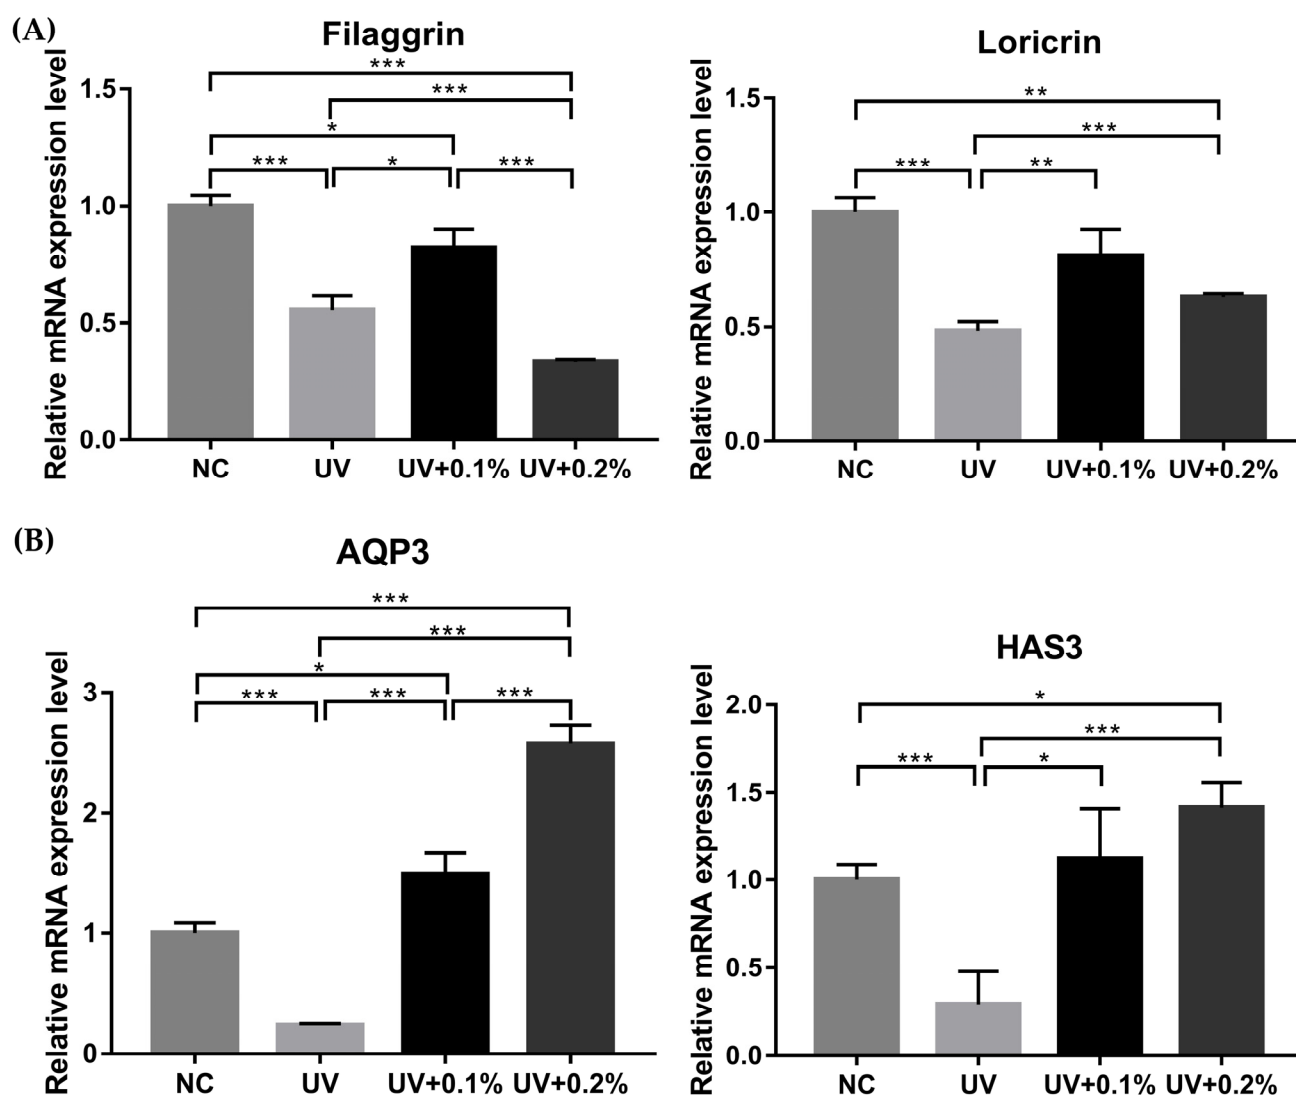 (A)
Filaggrin
Relative mRNA expression level
1.5
1.0
0.5
0.0
***
***
*
***
*
***
NC
UV
UV+0.1%
UV+0.2%
Loricrin
Relative mRNA expression level
1.5
1.0
0.5
0.0
**
***
***
**
NC
UV
UV+0.1%
UV+0.2%
(B)
AQP3
Relative mRNA expression level
3
2
1
0
***
***
*
***
***
***
NC
UV
UV+0.1%
UV+0.2%
HAS3
Relative mRNA expression level
2.0
1.5
1.0
0.5
0.0
*
***
***
*
NC
UV
UV+0.1%
UV+0.2%